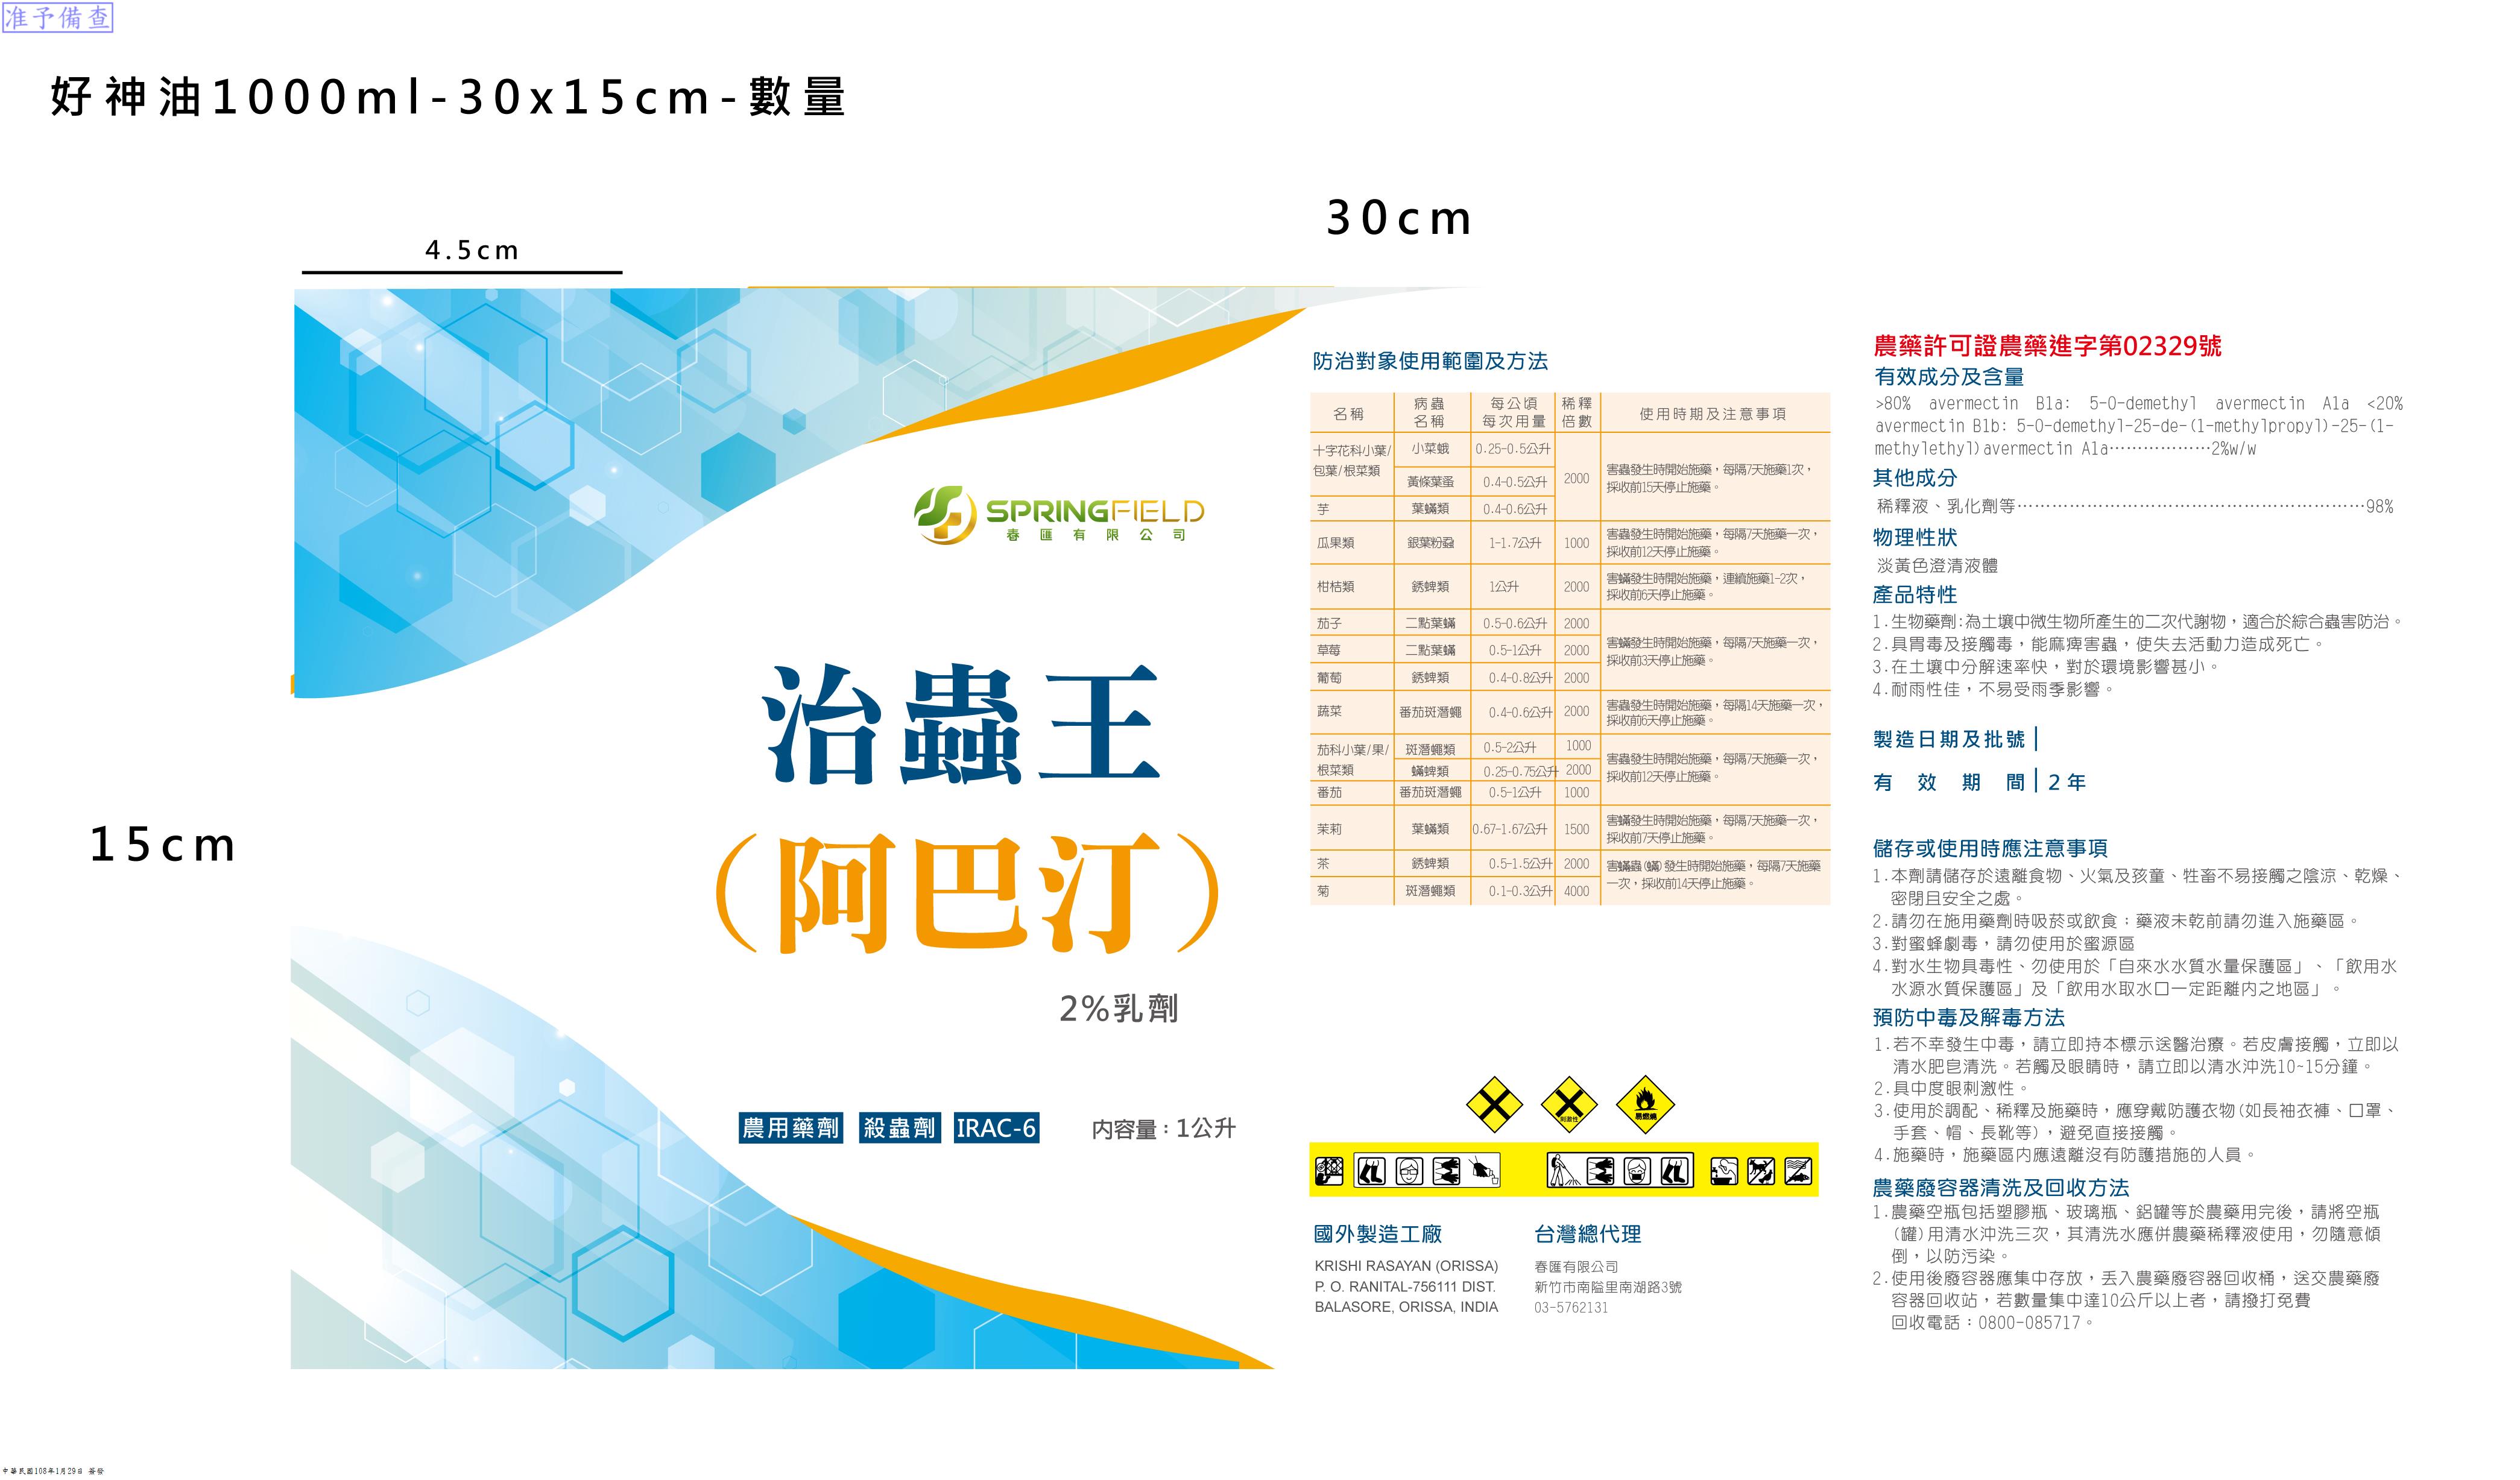 准予備查
好神油1000ml-30x15cm-數量
30cm
4.5cm
15cm
SPRINGFIELD
春匯有限公司
治蟲王
(阿巴汀)
2%乳劑
農用藥劑 殺蟲劑 IRAC-6 內容量：1公升
防治對象使用範圍及方法
名稱 病蟲名稱 每公頃每次用量 稀釋倍數 使用時期及注意事項
十字花科小葉/包葉/根菜類 小菜蛾 0.25-0.5公升 2000 害蟲發生時開始施藥，每隔7天施藥1次，
採收前15天停止施藥。
黃條葉蚤 0.4-0.5公升
芋 葉蟎類 0.4-0.6公升
瓜果類 銀葉粉蝨 1-1.7公升 1000 害蟲發生時開始施藥，每隔7天施藥一次，
採收前12天停止施藥。
柑桔類 銹蜱類 1公升 2000 害蟎發生時開始施藥，連續施藥1-2次，
採收前6天停止施藥。
茄子 二點葉蟎 0.5-0.6公升 2000 害蟎發生時開始施藥，每隔7天施藥一次，
採收前3天停止施藥。
草莓 二點葉蟎 0.5-1公升 2000
葡萄 銹蜱類 0.4-0.8公升 2000
蔬菜 番茄斑潛蠅 0.4-0.6公升 2000 害蟲發生時開始施藥，每隔14天施藥一次，
採收前6天停止施藥。
茄科小葉/果/根菜類 斑潛蠅類 0.5-2公升 1000 害蟲發生時開始施藥，每隔7天施藥一次，
採收前12天停止施藥。
蟎蜱類 0.25-0.75公升 2000
番茄 番茄斑潛蠅 0.5-1公升 1000
茉莉 葉蟎類 0.67-1.67公升 1500 害蟎發生時開始施藥，每隔7天施藥一次，
採收前7天停止施藥。
茶 銹蜱類 0.5-1.5公升 2000 害蟎蟲(蟎)發生時開始施藥，每隔7天施藥
一次，採收前14天停止施藥。
菊 斑潛蠅類 0.1-0.3公升 4000
刺激性
易燃燒
國外製造工廠
KRISHI RASAYAN (ORISSA)
P. O. RANITAL-756111 DIST.
BALASORE, ORISSA, INDIA
台灣總代理
春匯有限公司
新竹市南隘里南湖路3號
03-5762131
農藥許可證農藥進字第02329號
有效成分及含量
>80% avermectin B1a: 5-O-demethyl avermectin A1a <20%
avermectin B1b: 5-O-demethyl-25-de-(1-methylpropyl)-25-(1-
methylethyl)avermectin A1a………………2%w/w
其他成分
稀釋液、乳化劑等……………………………………………………98%
物理性狀
淡黃色澄清液體
產品特性
1.生物藥劑:為土壤中微生物所產生的二次代謝物，適合於綜合蟲害防治。
2.具胃毒及接觸毒，能麻痺害蟲，使失去活動力造成死亡。
3.在土壤中分解速率快，對於環境影響甚小。
4.耐雨性佳，不易受雨季影響。
製造日期及批號|
有效期間|2年
儲存或使用時應注意事項
1.本劑請儲存於遠離食物、火氣及孩童、牲畜不易接觸之陰涼、乾燥、
密閉且安全之處。
2.請勿在施用藥劑時吸菸或飲食；藥液未乾前請勿進入施藥區。
3.對蜜蜂劇毒，請勿使用於蜜源區
4.對水生物具毒性、勿使用於「自來水水質水量保護區」、「飲用水
水源水質保護區」及「飲用水取水口一定距離內之地區」。
預防中毒及解毒方法
1.若不幸發生中毒，請立即持本標示送醫治療。若皮膚接觸，立即以
清水肥皂清洗。若觸及眼睛時，請立即以清水沖洗10~15分鐘。
2.具中度眼刺激性。
3.使用於調配、稀釋及施藥時，應穿戴防護衣物(如長袖衣褲、口罩、
手套、帽、長靴等)，避免直接接觸。
4.施藥時，施藥區內應遠離沒有防護措施的人員。
農藥廢容器清洗及回收方法
1.農藥空瓶包括塑膠瓶、玻璃瓶、鋁罐等於農藥用完後，請將空瓶
(罐)用清水沖洗三次，其清洗水應併農藥稀釋液使用，勿隨意傾
倒，以防污染。
2.使用後廢容器應集中存放，丟入農藥廢容器回收桶，送交農藥廢
容器回收站，若數量集中達10公斤以上者，請撥打免費
回收電話：0800-085717。
中華民國108年1月29日 簽發